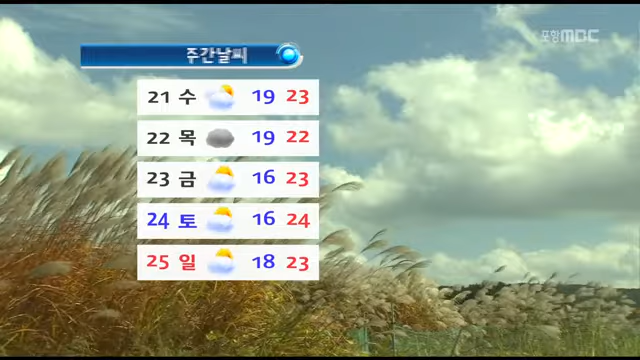 주간날씨
포항MBC
21 수 19 23
22 목 19 22
23 금 16 23
24 토 16 24
25 일 18 23